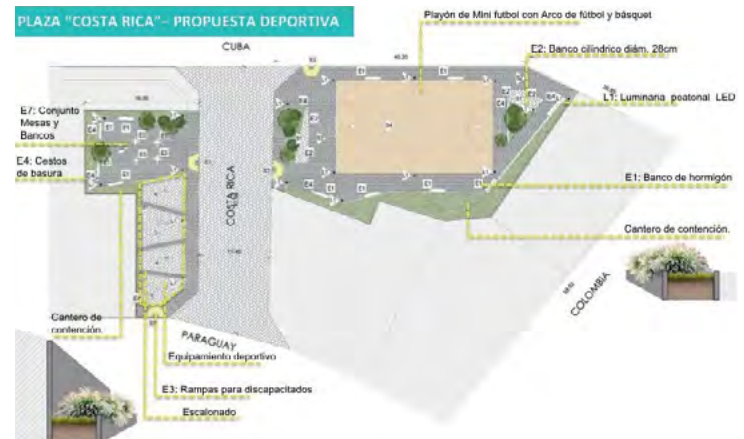 PLAZA "COSTA RICA"– PROPUESTA DEPORTIVA
Playón de Mini futbol con Arco de fútbol y básquet
CUBA
E2: Banco cilíndrico diám. 28cm
E7: Conjunto
Mesas y
Bancos
L1: Luminaria peatonal LED
E4: Cestos
de basura
E1: Banco de hormigón
COSTA RICA
Cantero de contención.
COLOMBIA
Cantero de
contención.
PARAGUAY
Equipamiento deportivo
E3: Rampas para discapacitados
Escalonado